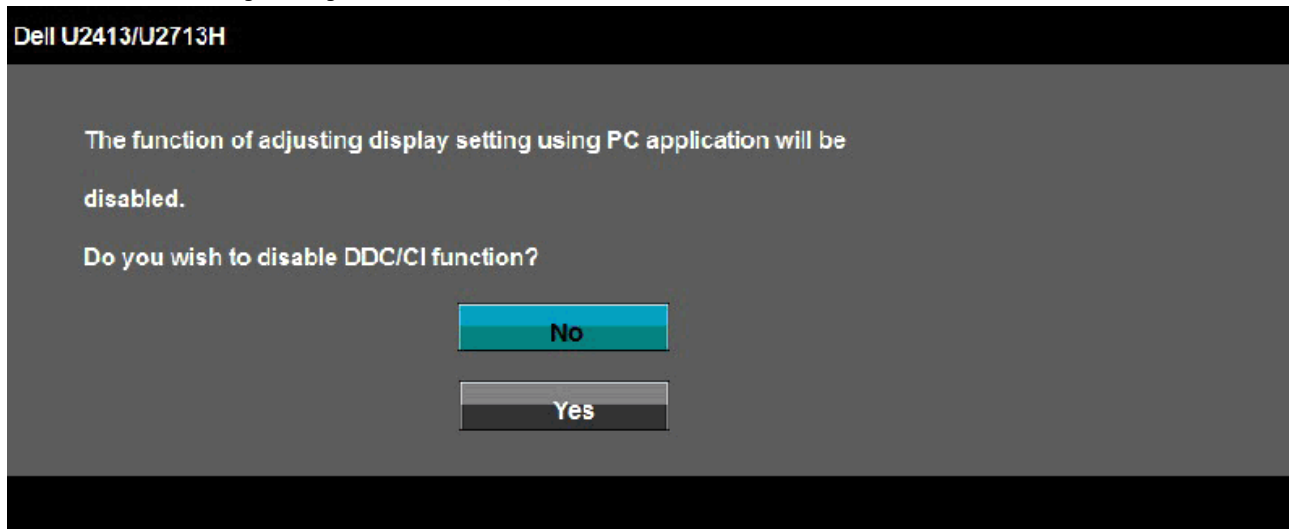 Dell U2413/U2713H
The function of adjusting display setting using PC application will be
disabled.
Do you wish to disable DDC/CI function?
No
Yes